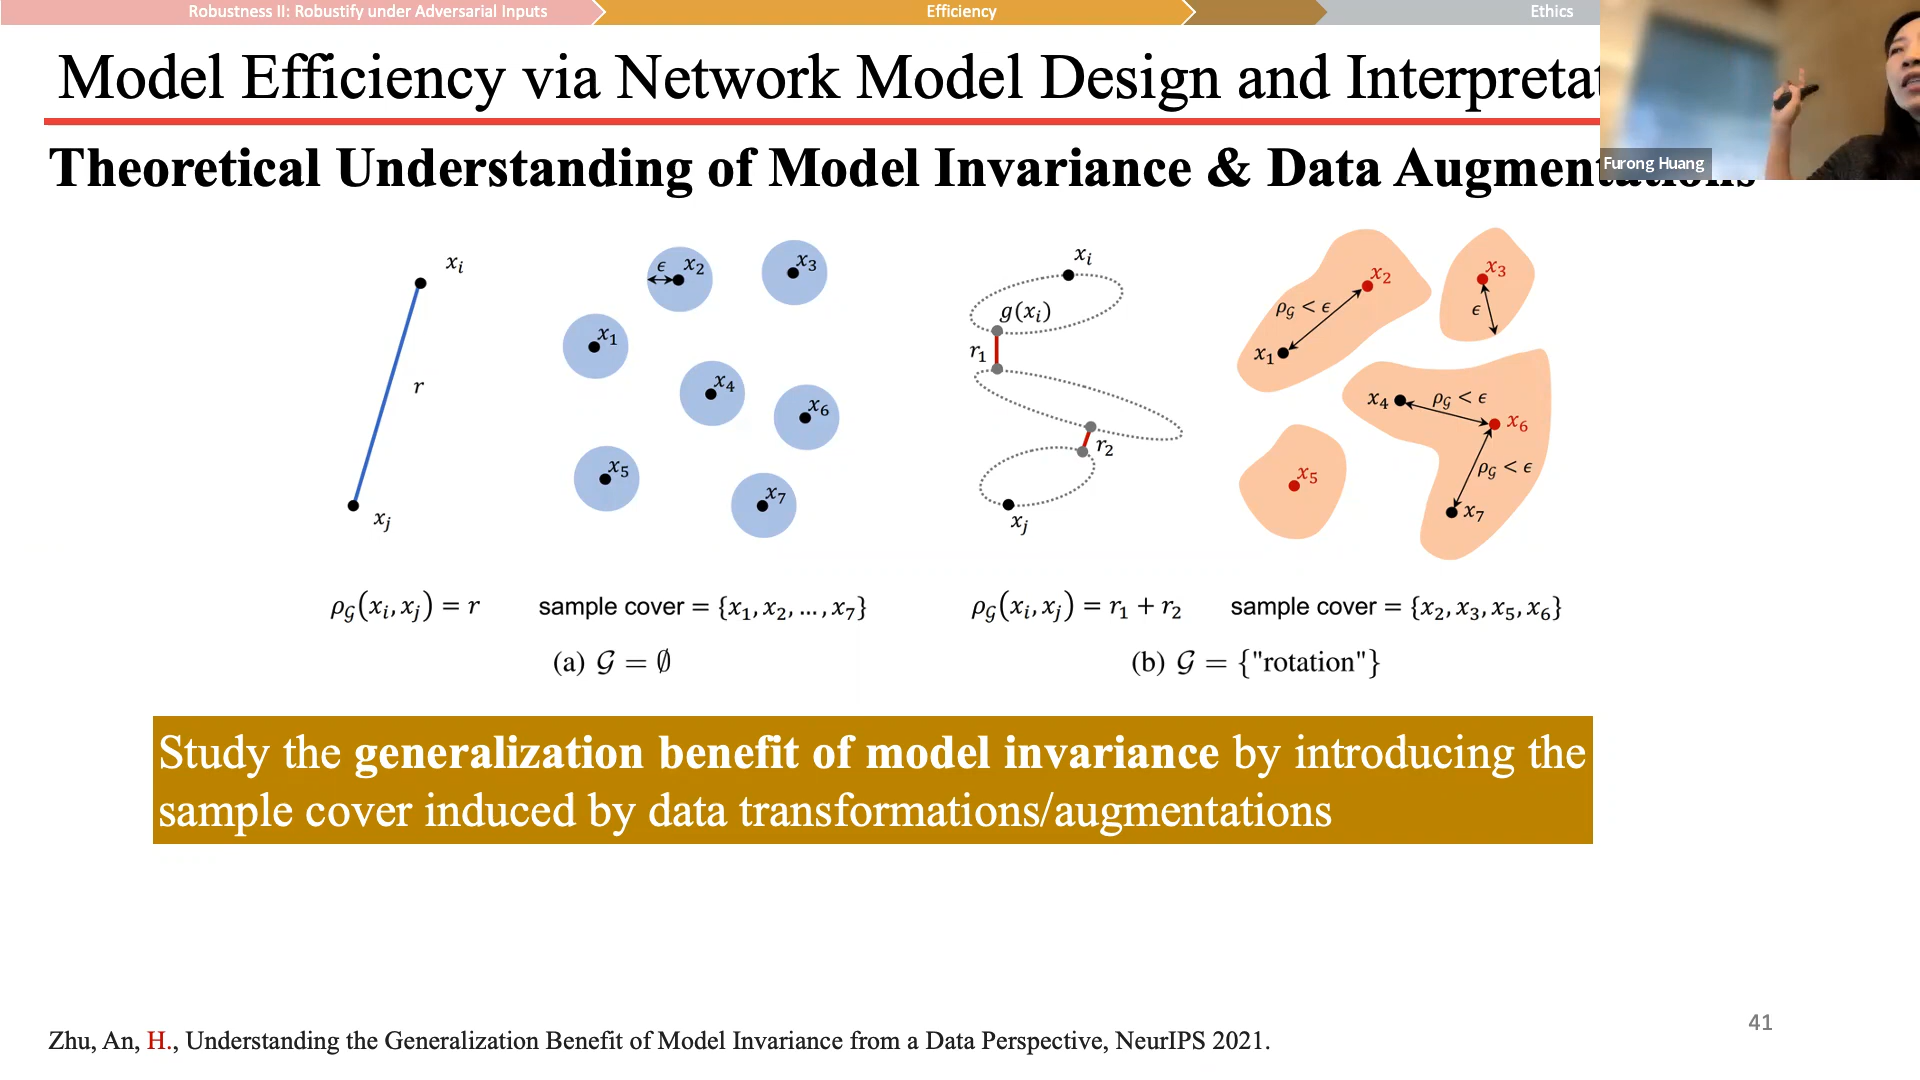 Robustness II: Robustify under Adversarial Inputs
Efficiency
Ethics
Model Efficiency via Network Model Design and Interpretat
Theoretical Understanding of Model Invariance & Data Augmentations
Furong Huang
xᵢ
r
xⱼ
ϵ
x₁
x₂
x₃
x₄
x₅
x₆
x₇
xᵢ
g(xᵢ)
r₁
r₂
xⱼ
x₂
ρ_𝒢 < ϵ
x₁
x₃
ϵ
x₄
ρ_𝒢 < ϵ
x₆
ρ_𝒢 < ϵ
x₅
x₇
ρ_𝒢(xᵢ, xⱼ) = r
sample cover = {x₁, x₂, ... , x₇}
ρ_𝒢(xᵢ, xⱼ) = r₁ + r₂
sample cover = {x₂, x₃, x₅, x₆}
(a) 𝒢 = ∅
(b) 𝒢 = {"rotation"}
Study the generalization benefit of model invariance by introducing the
sample cover induced by data transformations/augmentations
41
Zhu, An, H., Understanding the Generalization Benefit of Model Invariance from a Data Perspective, NeurIPS 2021.